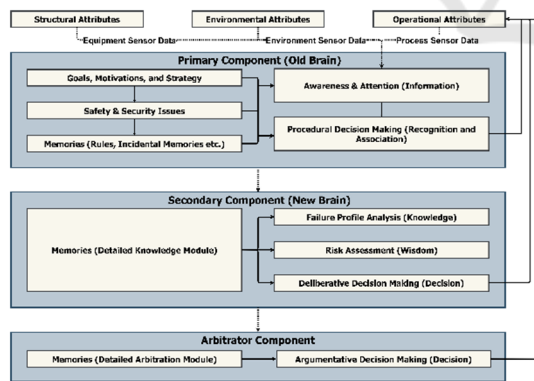 Structural Attributes
Environmental Attributes
Operational Attributes
Equipment Sensor Data
Environment Sensor Data
Process Sensor Data
Primary Component (Old Brain)
Goals, Motivations, and Strategy
Safety & Security Issues
Memories (Rules, Incidental Memories etc.)
Awareness & Attention (Information)
Procedural Decision Making (Recognition and
Association)
Secondary Component (New Brain)
Memories (Detailed Knowledge Module)
Failure Profile Analysis (Knowledge)
Risk Assessment (Wisdom)
Deliberative Decision Making (Decision)
Arbitrator Component
Memories (Detailed Arbitration Module)
Argumentative Decision Making (Decision)